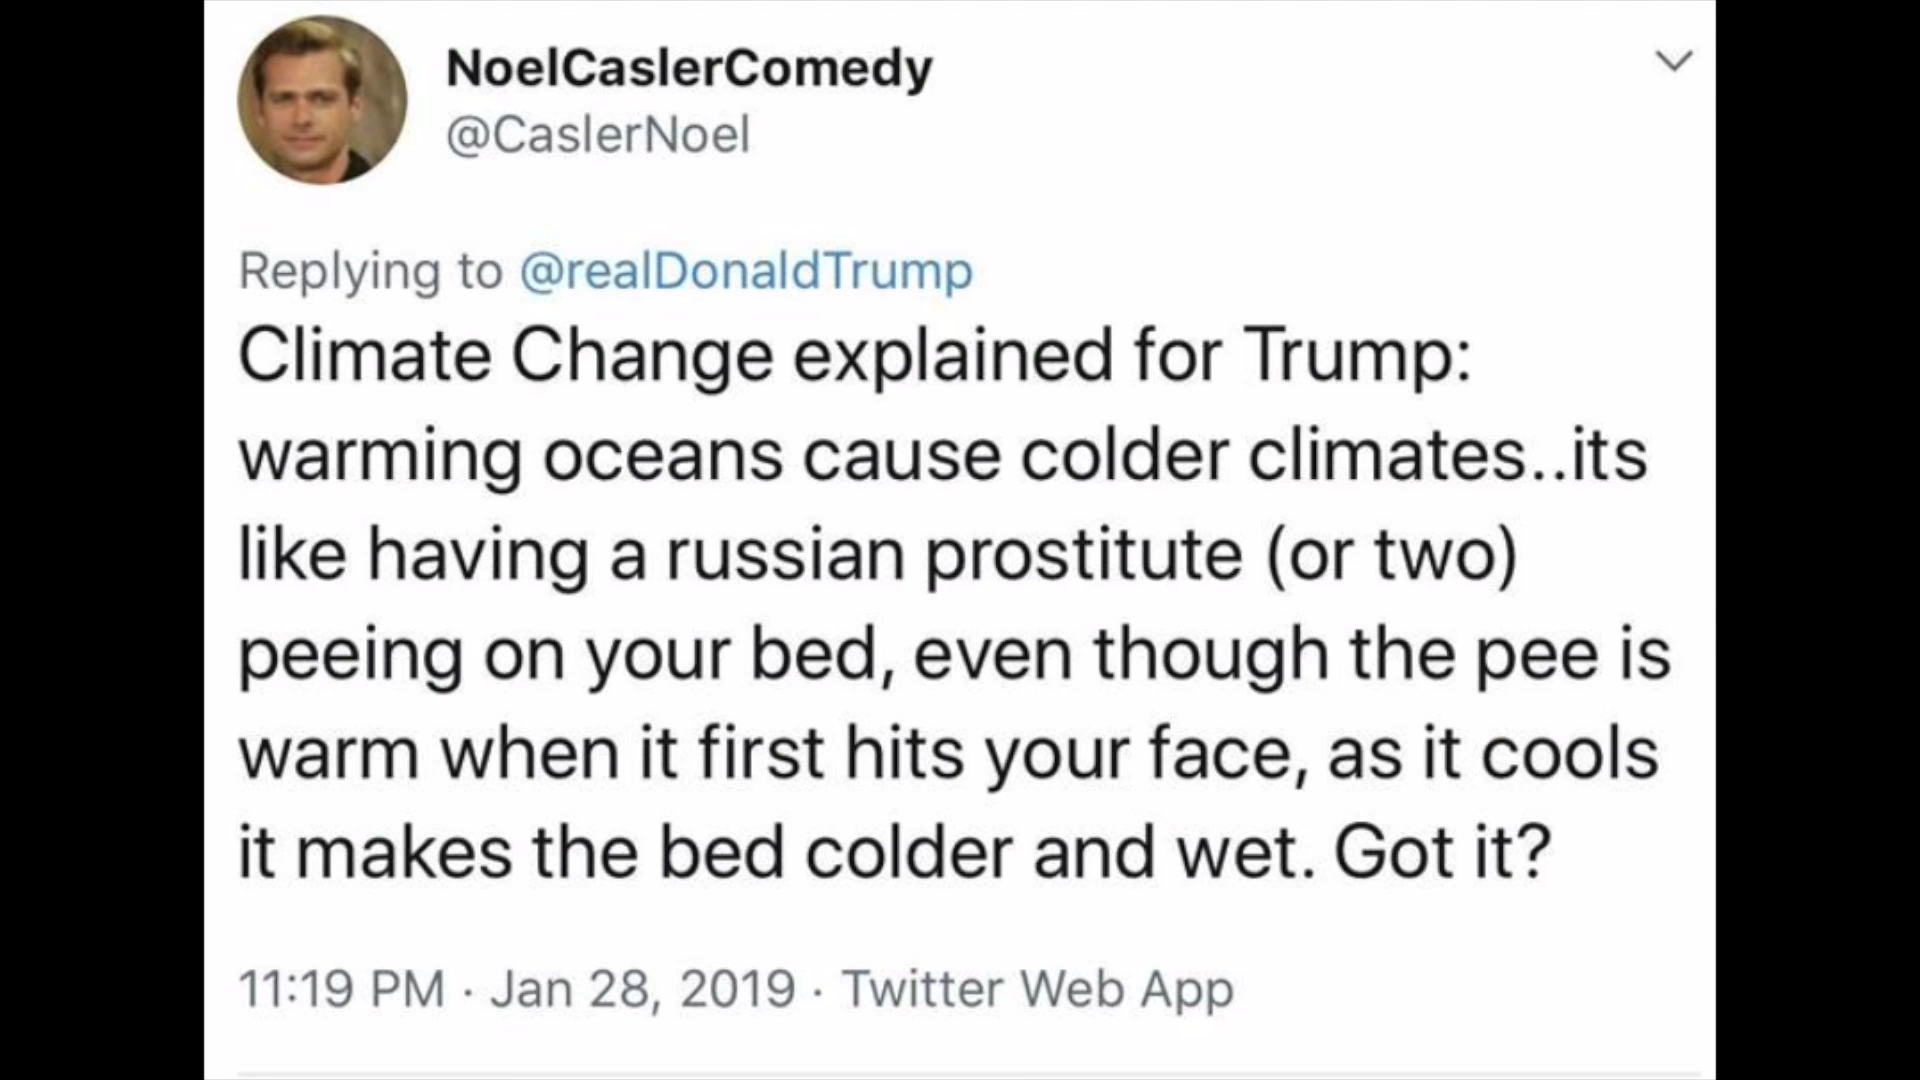 NoelCaslerComedy
@CaslerNoel
Replying to @realDonaldTrump
Climate Change explained for Trump:
warming oceans cause colder climates..its
like having a russian prostitute (or two)
peeing on your bed, even though the pee is
warm when it first hits your face, as it cools
it makes the bed colder and wet. Got it?
11:19 PM · Jan 28, 2019 · Twitter Web App